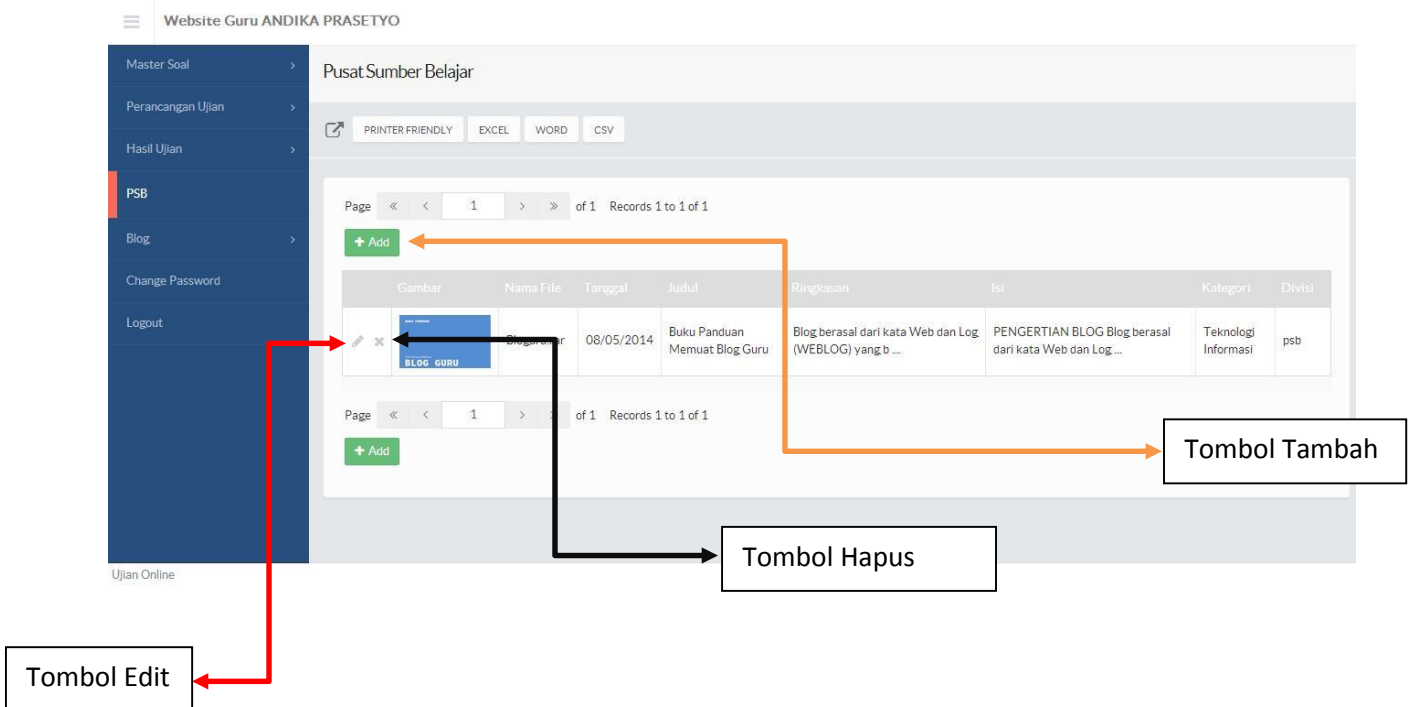 Website Guru ANDIKA PRASETYO
Master Soal
Perancangan Ujian
Hasil Ujian
PSB
Blog
Change Password
Logout
Pusat Sumber Belajar
PRINTER FRIENDLY EXCEL WORD CSV
Page 1 of 1 Records 1 to 1 of 1
+ Add
Gambar Nama File Tanggal Judul Ringkasan Isi Kategori Divisi
BLOG GURU
08/05/2014
Buku Panduan
Memuat Blog Guru
Blog berasal dari kata Web dan Log
(WEBLOG) yang b ...
PENGERTIAN BLOG Blog berasal
dari kata Web dan Log ...
Teknologi
Informasi
psb
Page 1 of 1 Records 1 to 1 of 1
+ Add
Tombol Tambah
Tombol Hapus
Ujian Online
Tombol Edit